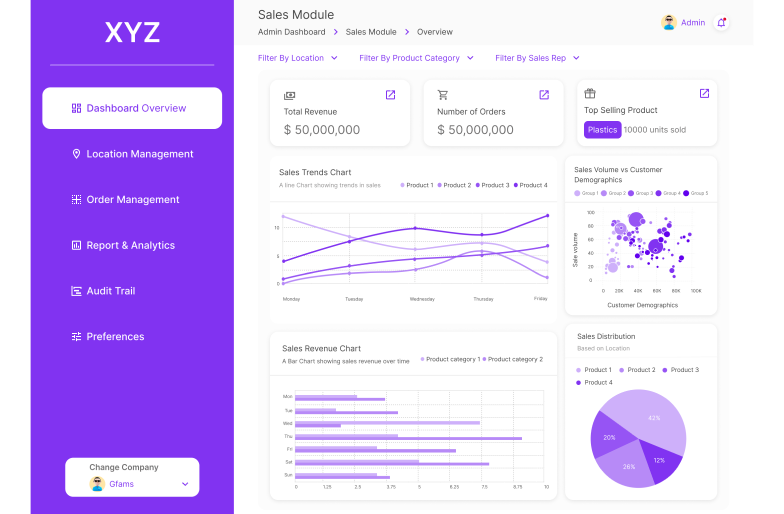 XYZ
Dashboard Overview
Location Management
Order Management
Report & Analytics
Audit Trail
Preferences
Change Company
Gfams
Sales Module
Admin Dashboard > Sales Module > Overview
Admin
Filter By Location
Filter By Product Category
Filter By Sales Rep
Total Revenue
$ 50,000,000
Number of Orders
$ 50,000,000
Top Selling Product
Plastics 10000 units sold
Sales Trends Chart
A line Chart showing trends in sales
Product 1 Product 2 Product 3 Product 4
10
5
0
Monday Tuesday Wednesday Thursday Friday
Sales Volume vs Customer
Demographics
Group 1 Group 2 Group 3 Group 4 Group 5
Sale volume
100
80
60
40
20
0
0 20K 40K 60K 80K 100K
Customer Demographics
Sales Revenue Chart
A Bar Chart showing sales revenue over time
Product category 1 Product category 2
Mon
Tue
Wed
Thu
Fri
Sat
Sun
0 1.25 2.5 3.75 5 6.25 7.5 8.75 10
Sales Distribution
Based on Location
Product 1 Product 2 Product 3
Product 4
20%
12%